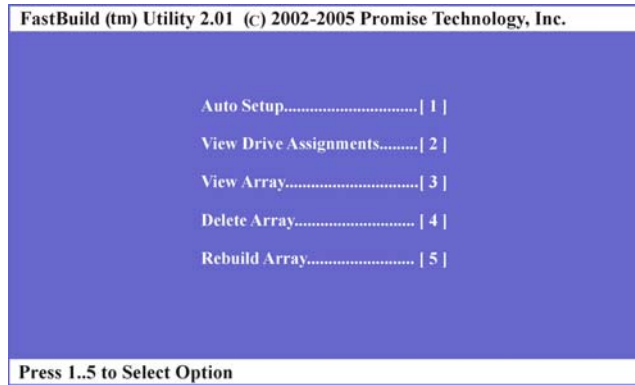 FastBuild (tm) Utility 2.01 (C) 2002-2005 Promise Technology, Inc.
Auto Setup...............................[ 1 ]
View Drive Assignments.........[ 2 ]
View Array...............................[ 3 ]
Delete Array............................ [ 4 ]
Rebuild Array......................... [ 5 ]
Press 1..5 to Select Option